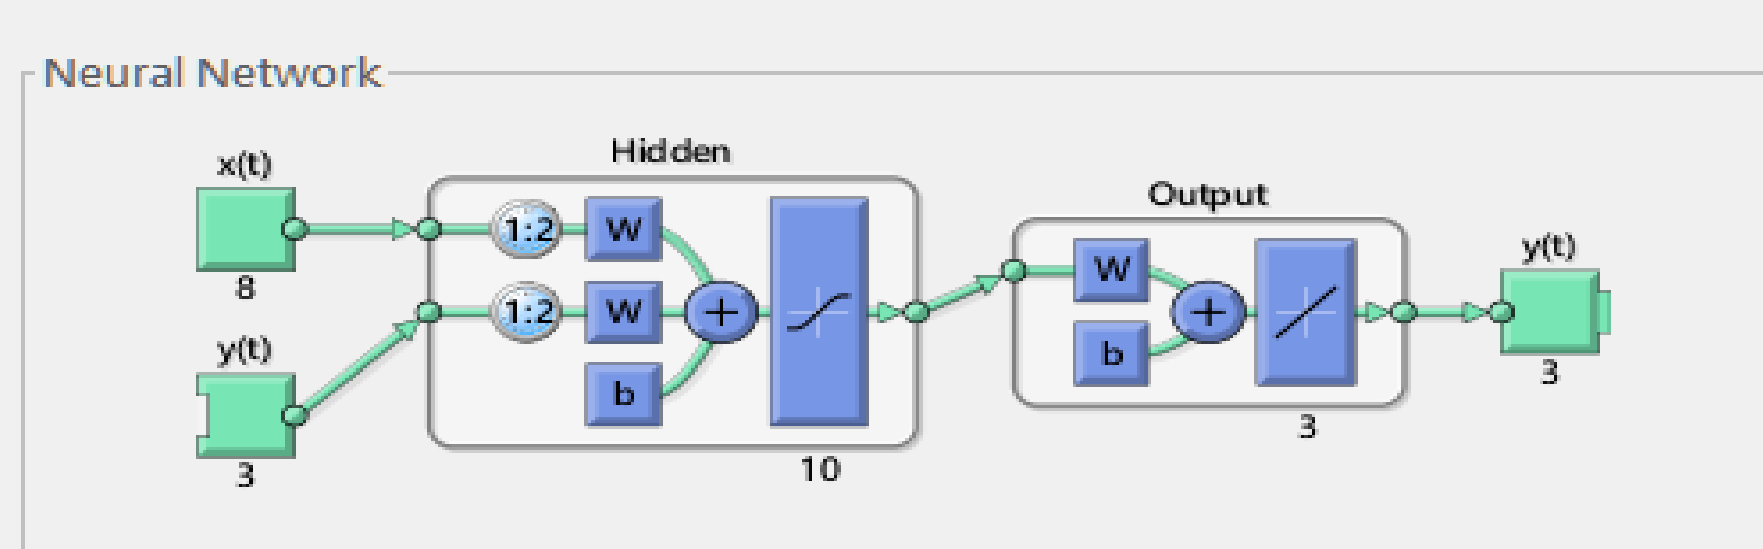 Neural Network
x(t)
8
y(t)
3
Hidden
1:2
W
1:2
W
b
10
Output
W
b
3
y(t)
3